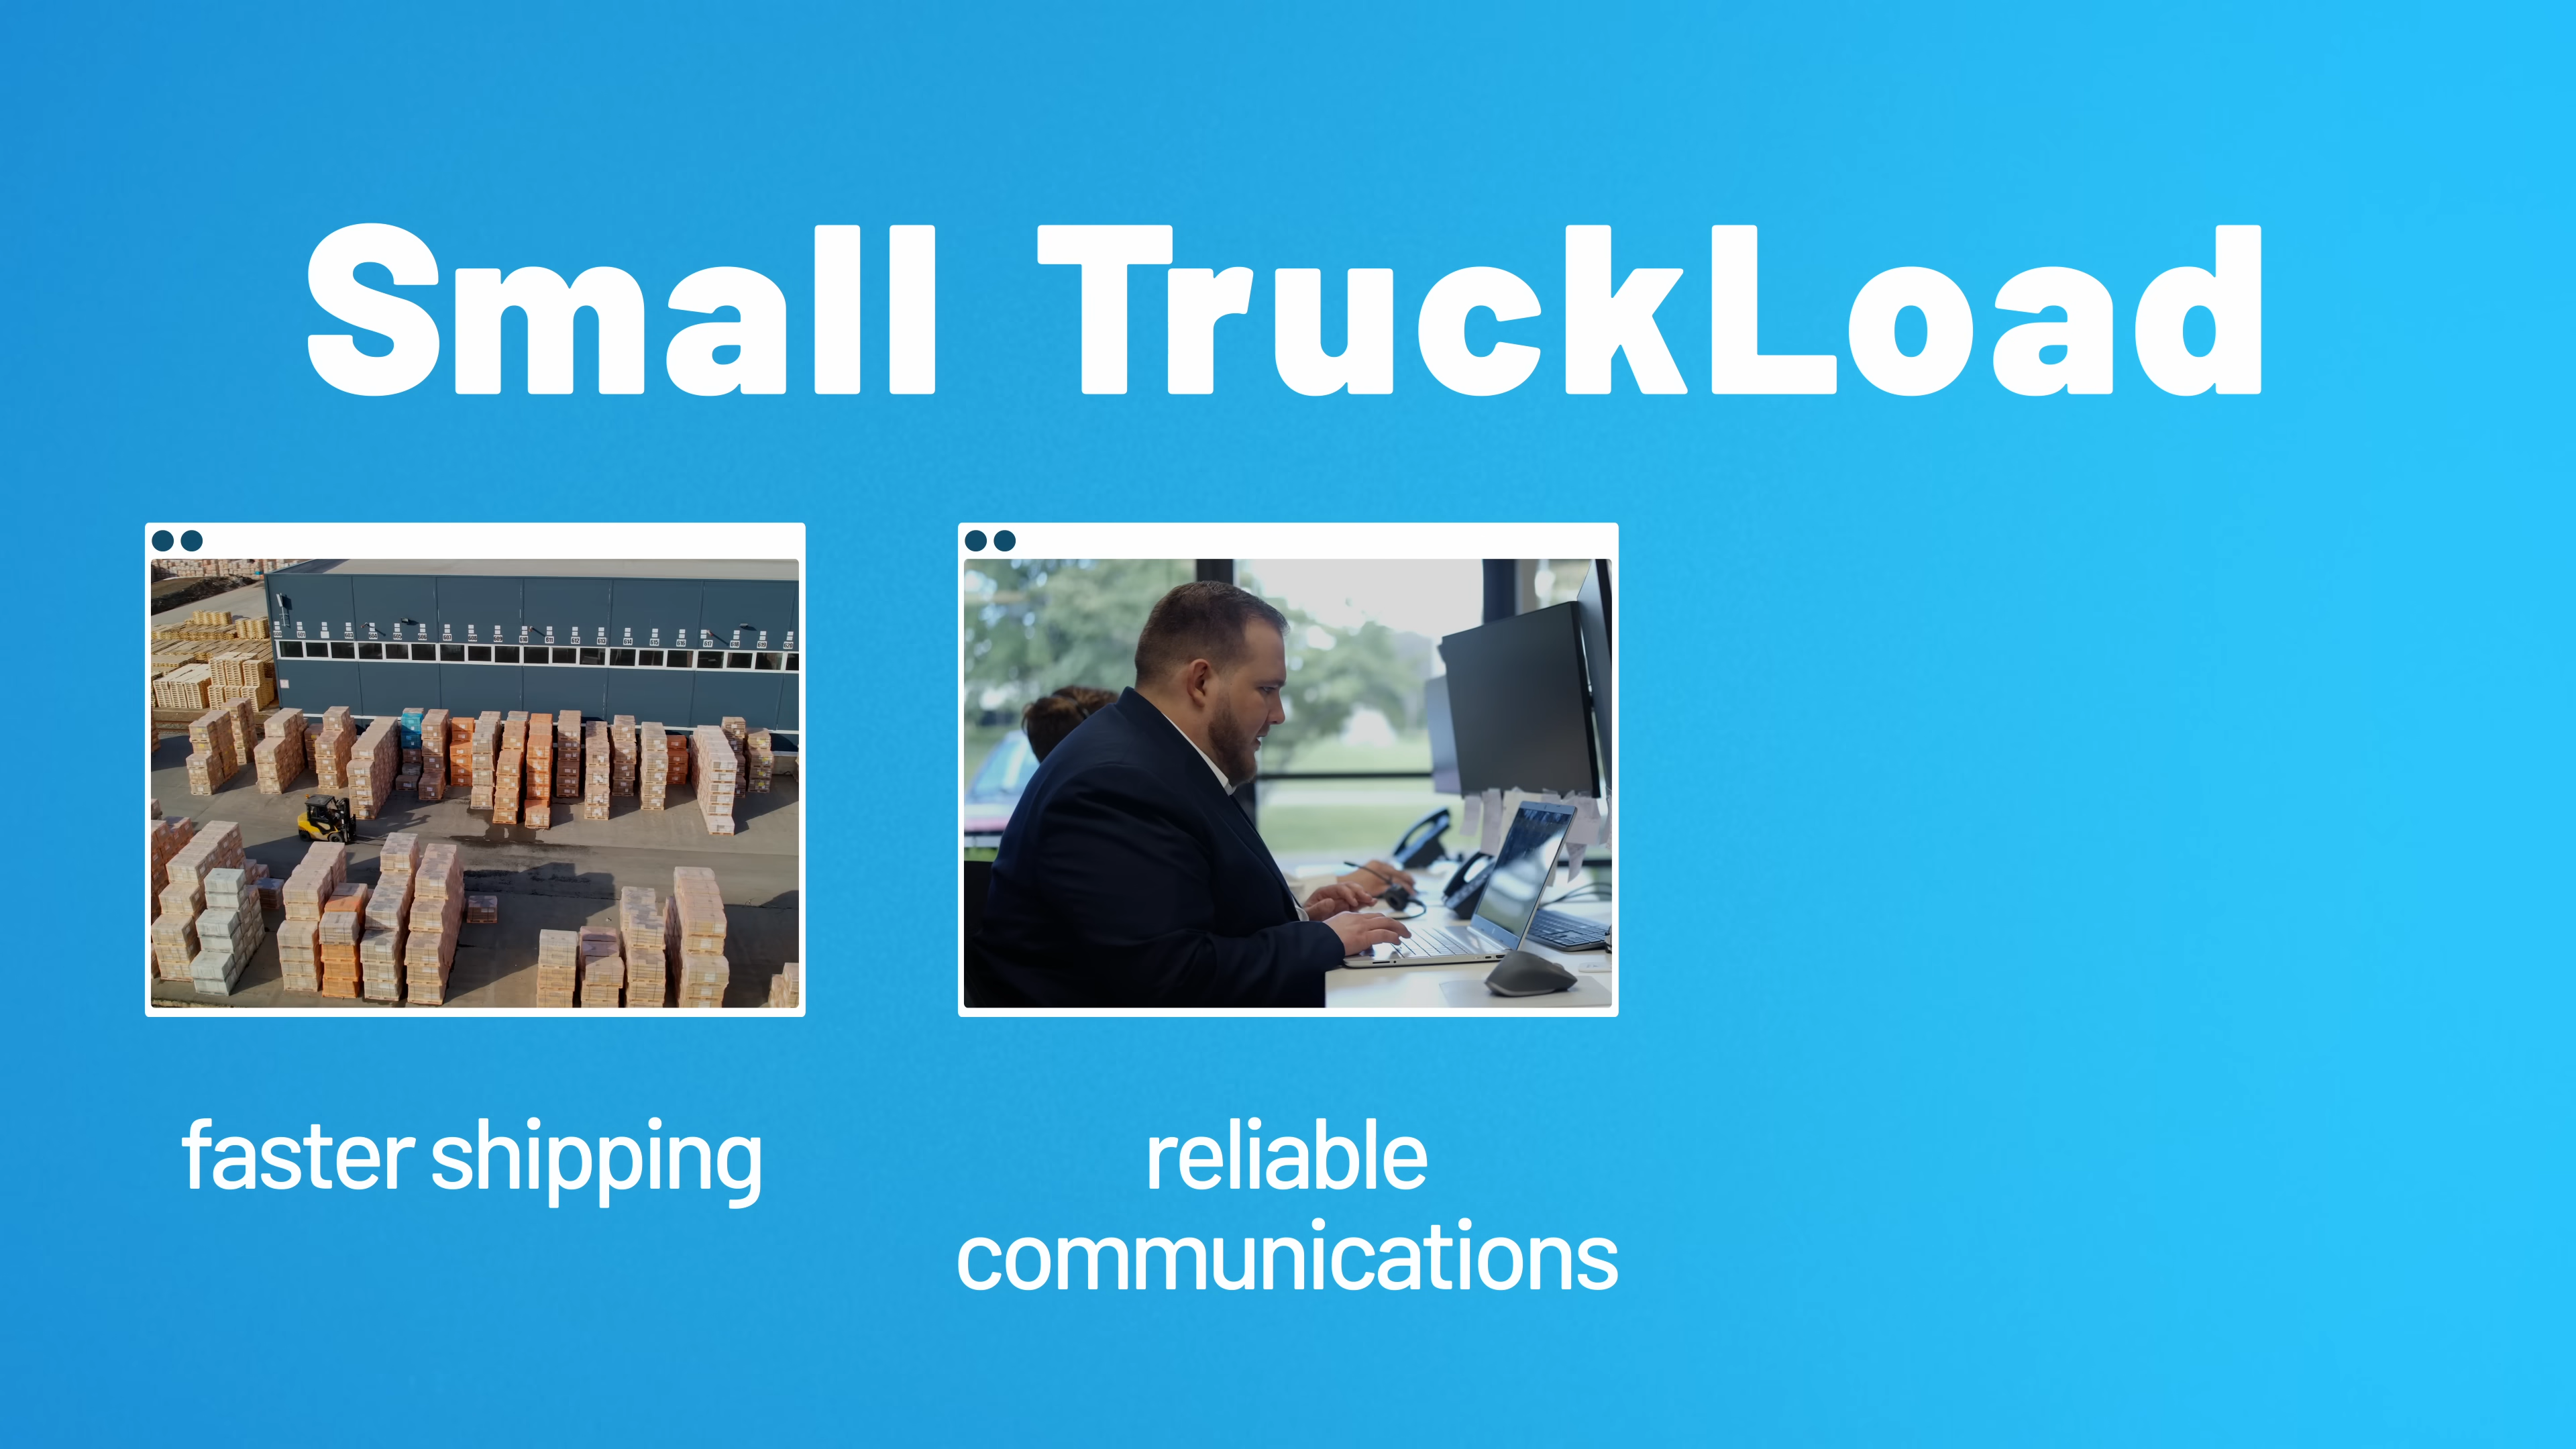 Small TruckLoad
faster shipping
reliable
communications